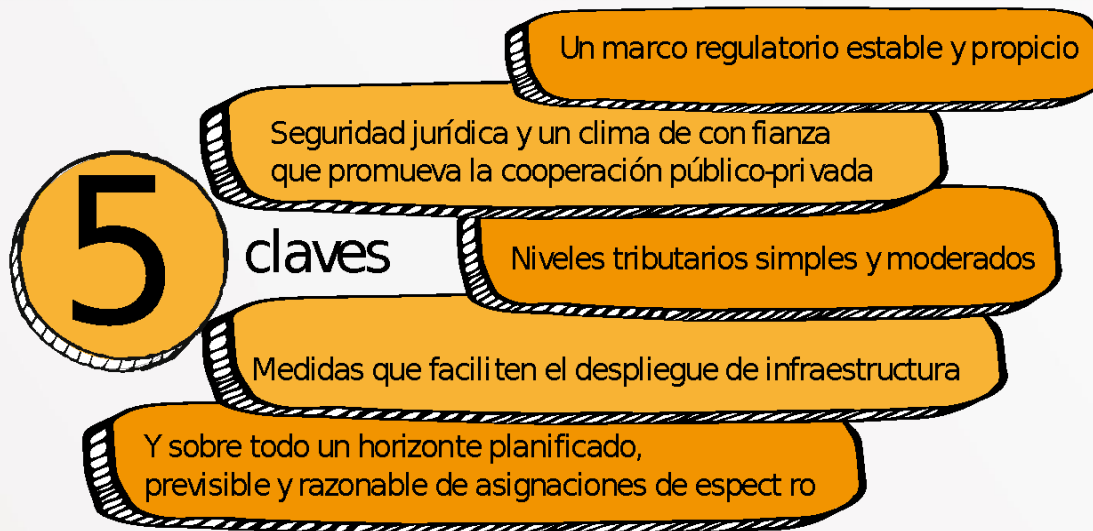 Un marco regulatorio estable y propicio
Seguridad jurídica y un clima de confianza
que promueva la cooperación público-privada
5
claves
Niveles tributarios simples y moderados
Medidas que faciliten el despliegue de infraestructura
Y sobre todo un horizonte planificado,
previsible y razonable de asignaciones de espectro